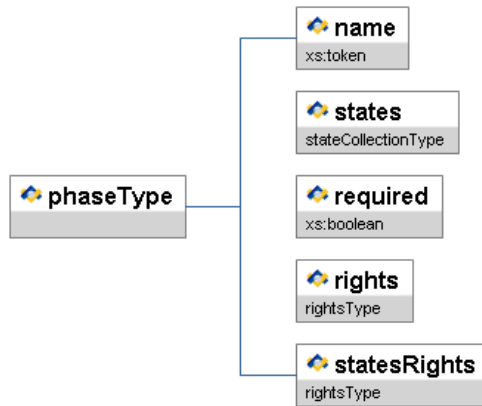 name
xs:token
states
stateCollectionType
phaseType
required
xs:boolean
rights
rightsType
statesRights
rightsType